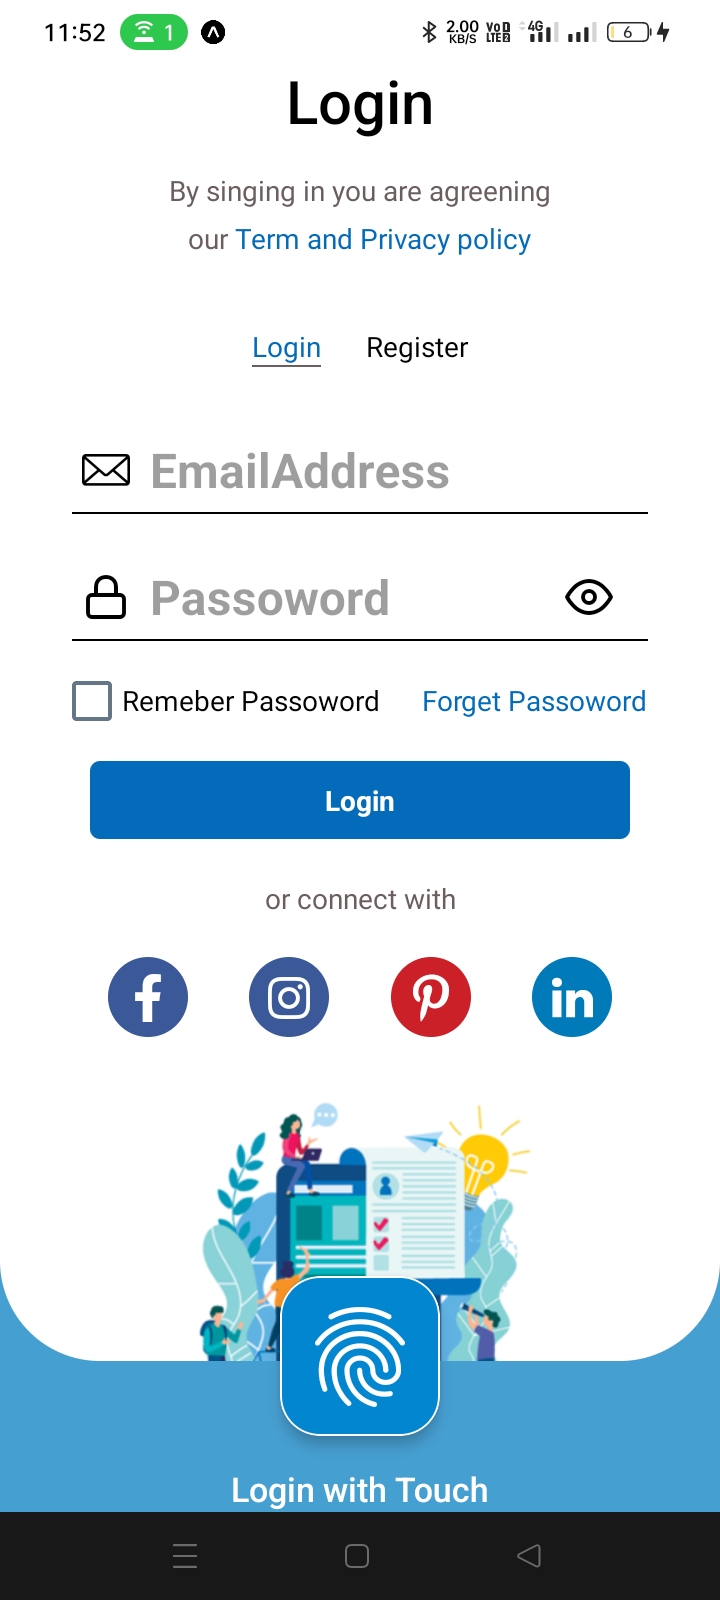 11:52 1 2.00 KB/S VoD LTE2 4G 6
Login
By singing in you are agreening
our Term and Privacy policy
Login Register
EmailAddress
Passoword
Remeber Passoword Forget Passoword
Login
or connect with
Login with Touch